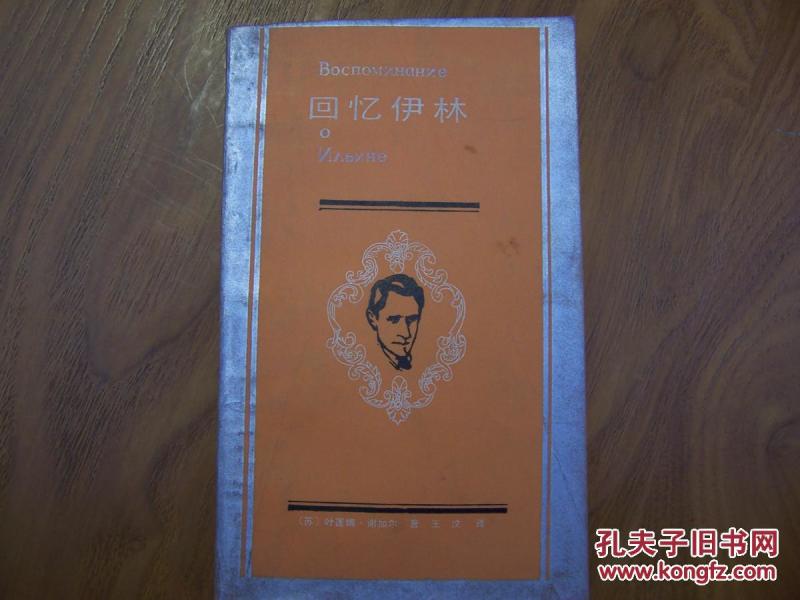 Воспоминание
回忆伊林
о
Ильине
〔苏〕叶莲娜·谢加尔 著 王汶 译
孔夫子旧书网
www.kongfz.com